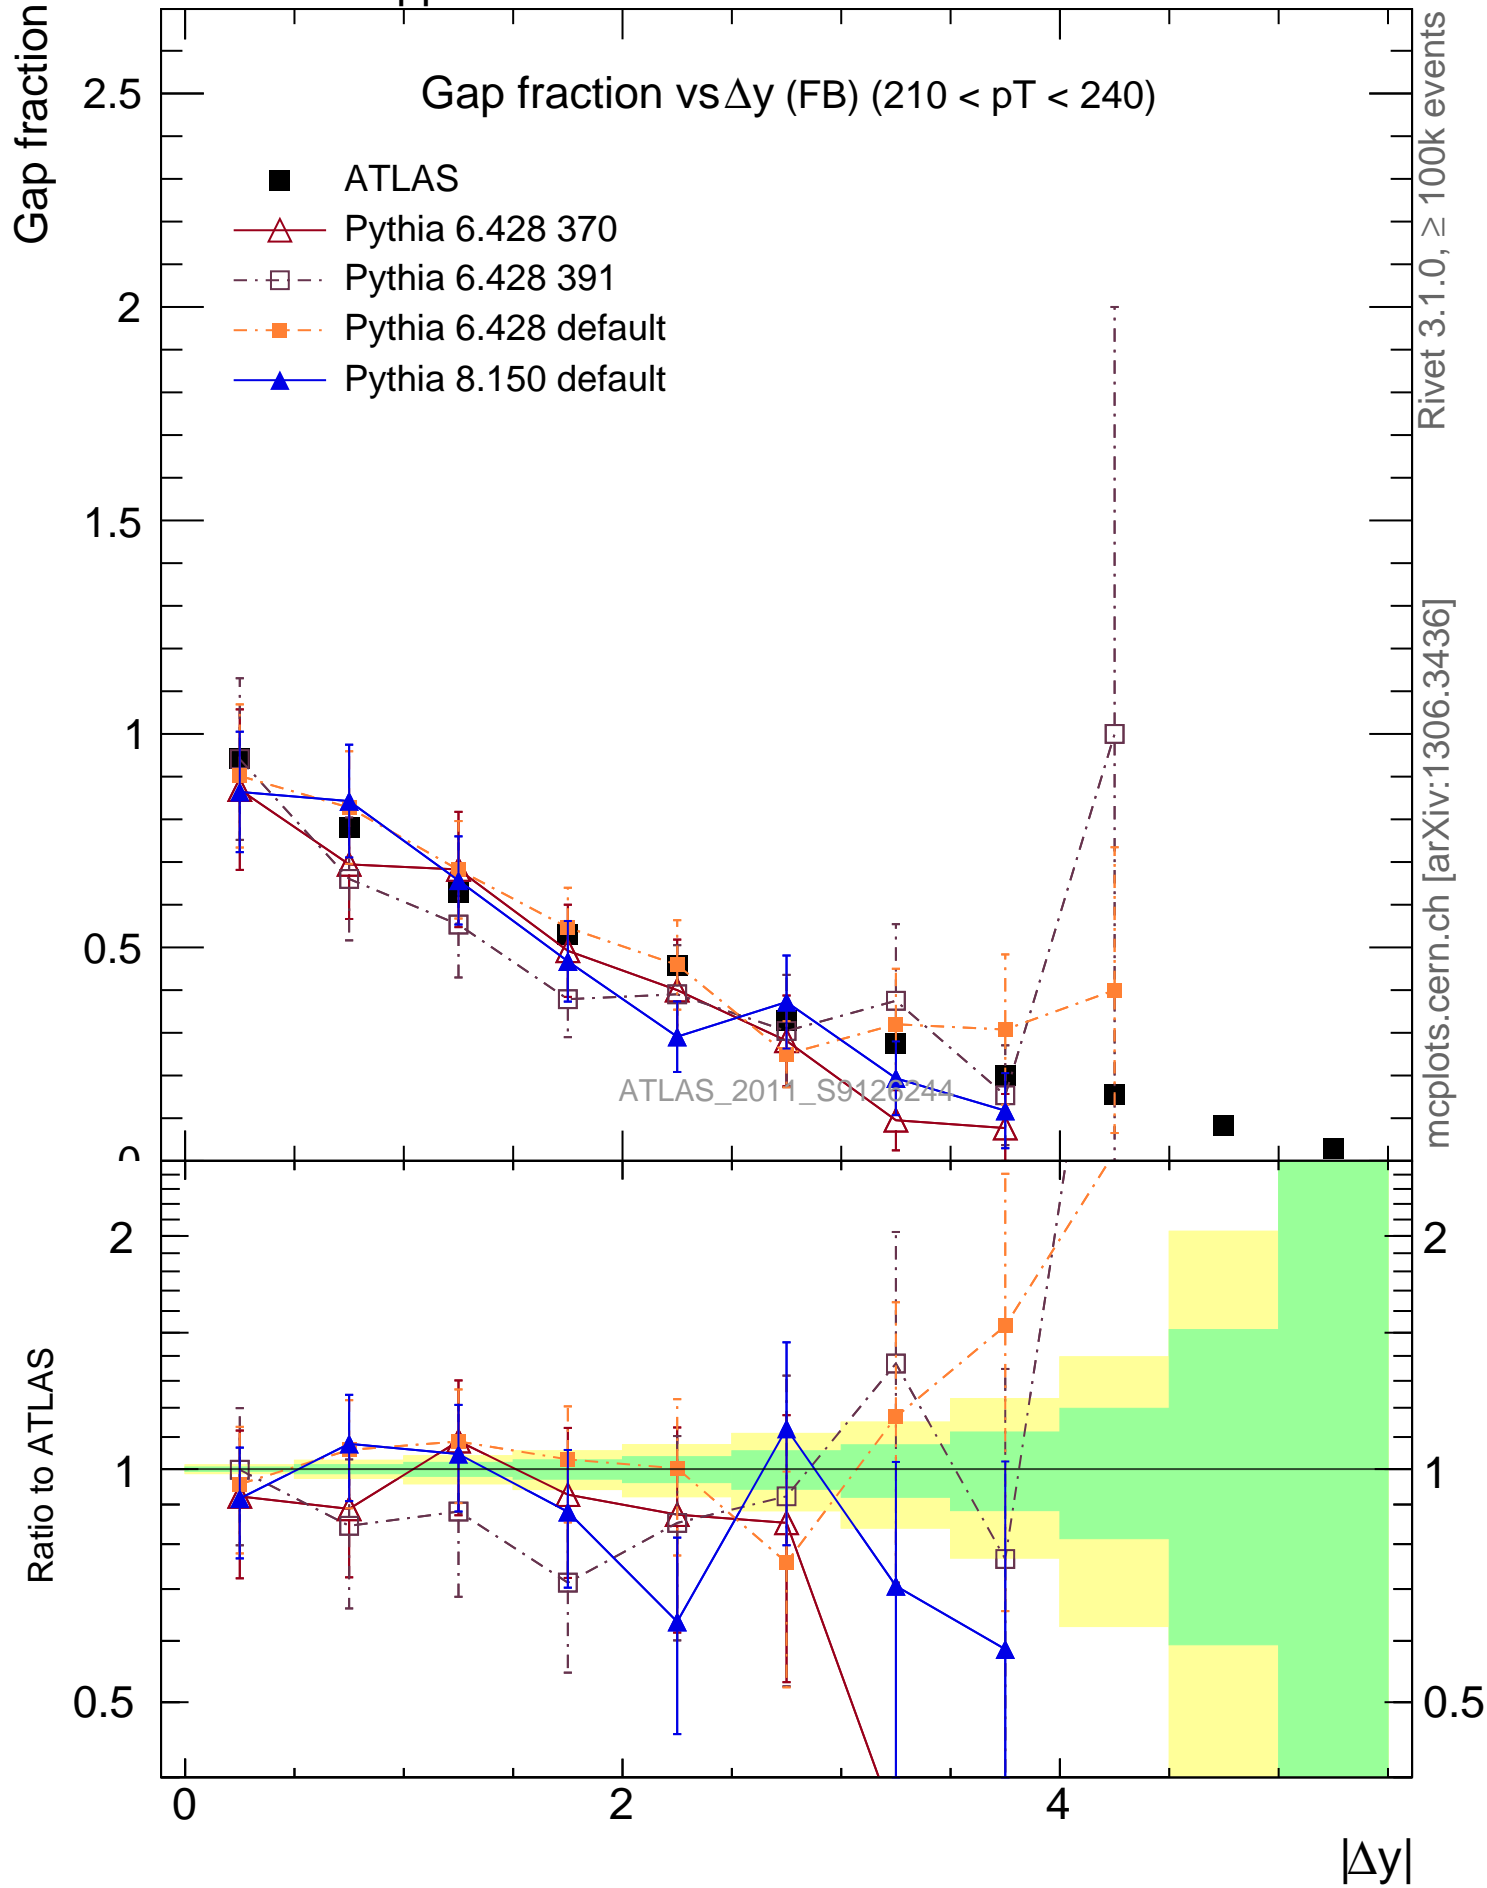 Gap fraction
Gap fraction vs Δy (FB) (210 < pT < 240)
ATLAS
Pythia 6.428 370
Pythia 6.428 391
Pythia 6.428 default
Pythia 8.150 default
2.5
2
1.5
1
0.5
0
ATLAS_2011_S9126244
Rivet 3.1.0, ≥ 100k events
mcplots.cern.ch [arXiv:1306.3436]
Ratio to ATLAS
2
1
0.5
2
1
0.5
0
2
4
|Δy|